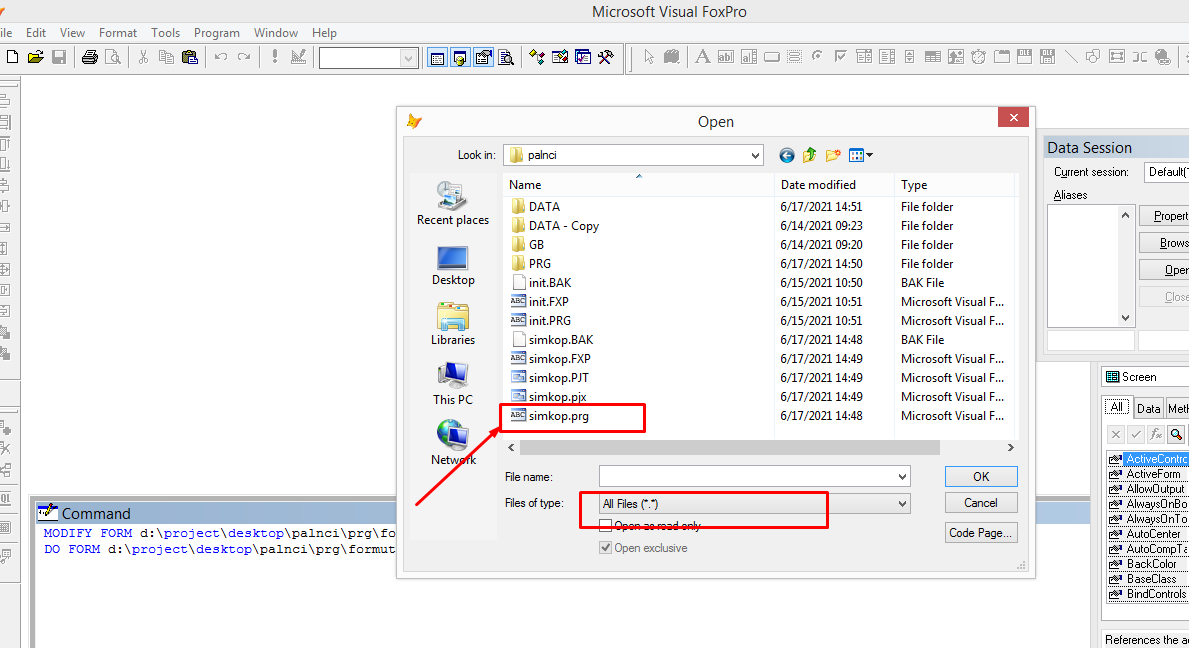 Microsoft Visual FoxPro
ile Edit View Format Tools Program Window Help
Open
Look in: palnci
Name Date modified Type
DATA 6/17/2021 14:51 File folder
DATA - Copy 6/14/2021 09:23 File folder
GB 6/14/2021 09:20 File folder
PRG 6/17/2021 14:50 File folder
init.BAK 6/15/2021 10:50 BAK File
init.FXP 6/15/2021 10:51 Microsoft Visual F...
init.PRG 6/15/2021 10:51 Microsoft Visual F...
simkop.BAK 6/17/2021 14:48 BAK File
simkop.FXP 6/17/2021 14:49 Microsoft Visual F...
simkop.PJT 6/17/2021 14:49 Microsoft Visual F...
simkop.pjx 6/17/2021 14:49 Microsoft Visual F...
simkop.prg 6/17/2021 14:48 Microsoft Visual F...
Recent places
Desktop
Libraries
This PC
Network
File name: OK
Files of type: All Files (*.*) Cancel
Open as read only
Code Page...
Open exclusive
Data Session
Current session: Default(
Aliases
Propert
Brows
Open
Close
Screen
All Data Meth
ActiveContro
ActiveForm
AllowOutput
AlwaysOnBo
AlwaysOnTo
AutoCenter
AutoCompTa
BackColor
BaseClass
BindControls
References the a
Command
MODIFY FORM d:\project\desktop\palnci\prg\fo
DO FORM d:\project\desktop\palnci\prg\formut